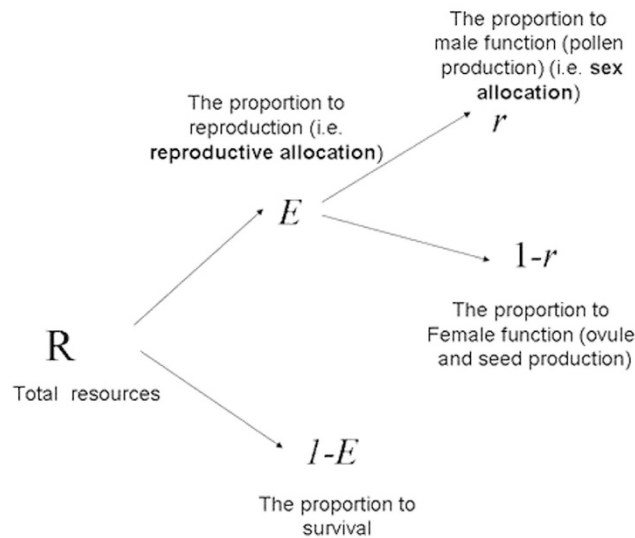 The proportion to
male function (pollen
production) (i.e. sex
allocation)
r
The proportion to
reproduction (i.e.
reproductive allocation)
E
1-r
The proportion to
Female function (ovule
and seed production)
R
Total resources
1-E
The proportion to
survival